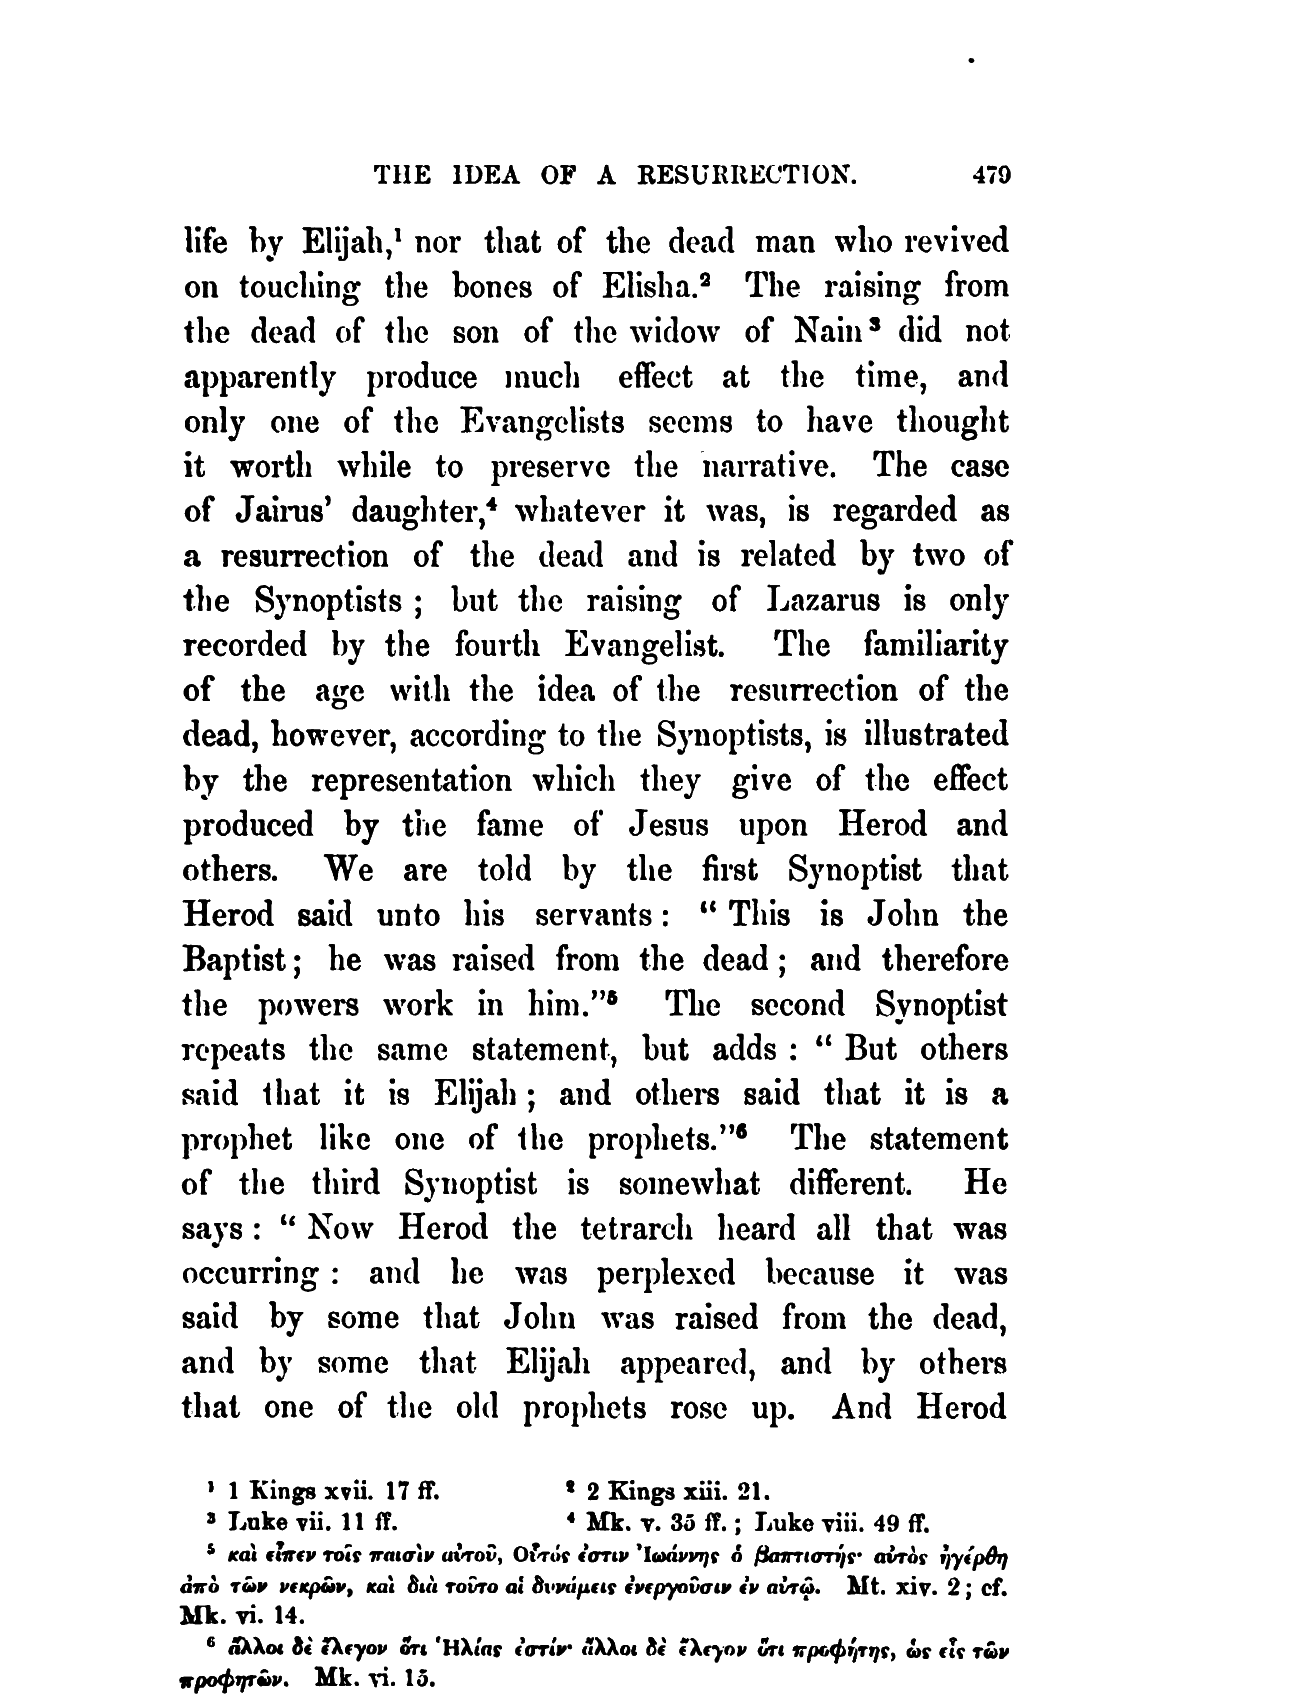 THE IDEA OF A RESURRECTION. 479
life by Elijah,¹ nor that of the dead man who revived
on touching the bones of Elisha.² The raising from
the dead of the son of the widow of Nain³ did not
apparently produce much effect at the time, and
only one of the Evangelists seems to have thought
it worth while to preserve the narrative. The case
of Jairus' daughter,⁴ whatever it was, is regarded as
a resurrection of the dead and is related by two of
the Synoptists; but the raising of Lazarus is only
recorded by the fourth Evangelist. The familiarity
of the age with the idea of the resurrection of the
dead, however, according to the Synoptists, is illustrated
by the representation which they give of the effect
produced by the fame of Jesus upon Herod and
others. We are told by the first Synoptist that
Herod said unto his servants: "This is John the
Baptist; he was raised from the dead; and therefore
the powers work in him."⁵ The second Synoptist
repeats the same statement, but adds: "But others
said that it is Elijah; and others said that it is a
prophet like one of the prophets."⁶ The statement
of the third Synoptist is somewhat different. He
says: "Now Herod the tetrarch heard all that was
occurring: and he was perplexed because it was
said by some that John was raised from the dead,
and by some that Elijah appeared, and by others
that one of the old prophets rose up. And Herod
¹ 1 Kings xvii. 17 ff. ² 2 Kings xiii. 21.
³ Luke vii. 11 ff. ⁴ Mk. v. 35 ff.; Luke viii. 49 ff.
⁵ καὶ εἶπεν τοῖς παισὶν αὐτοῦ, Οὗτός ἐστιν Ἰωάννης ὁ βαπτιστής· αὐτὸς ἠγέρθη
ἀπὸ τῶν νεκρῶν, καὶ διὰ τοῦτο αἱ δυνάμεις ἐνεργοῦσιν ἐν αὐτῷ. Mt. xiv. 2; cf.
Mk. vi. 14.
⁶ ἄλλοι δὲ ἔλεγον ὅτι Ἡλίας ἐστίν· ἄλλοι δὲ ἔλεγον ὅτι προφήτης, ὡς εἷς τῶν
προφητῶν. Mk. vi. 15.